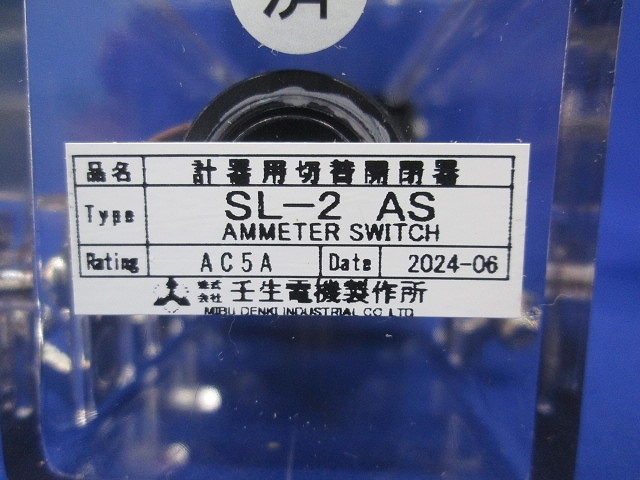 済
品名 計器用切替開閉器
Type SL-2 AS
AMMETER SWITCH
Rating AC5A Date 2024-06
株式会社 壬生電機製作所
MIBU DENKI INDUSTRIAL CO. LTD.